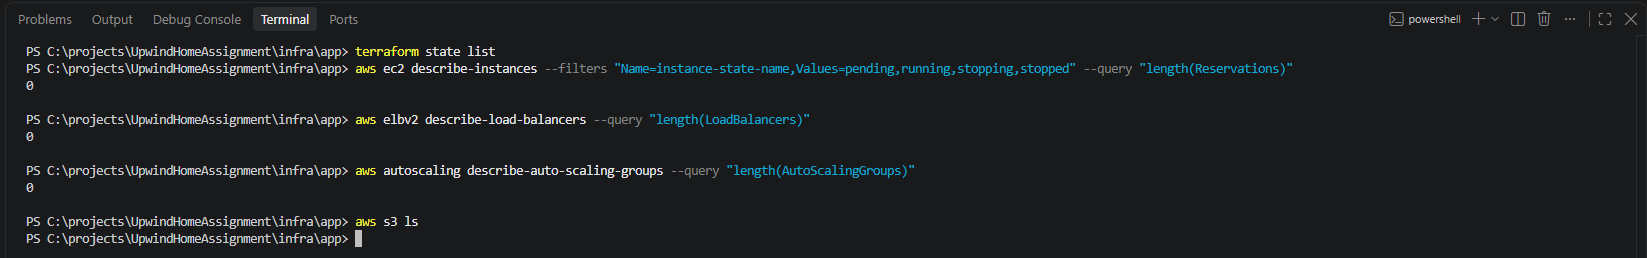 Problems Output Debug Console Terminal Ports powershell
PS C:\projects\UpwindHomeAssignment\infra\app> terraform state list
PS C:\projects\UpwindHomeAssignment\infra\app> aws ec2 describe-instances --filters "Name=instance-state-name,Values=pending,running,stopping,stopped" --query "length(Reservations)"
0
PS C:\projects\UpwindHomeAssignment\infra\app> aws elbv2 describe-load-balancers --query "length(LoadBalancers)"
0
PS C:\projects\UpwindHomeAssignment\infra\app> aws autoscaling describe-auto-scaling-groups --query "length(AutoScalingGroups)"
0
PS C:\projects\UpwindHomeAssignment\infra\app> aws s3 ls
PS C:\projects\UpwindHomeAssignment\infra\app>